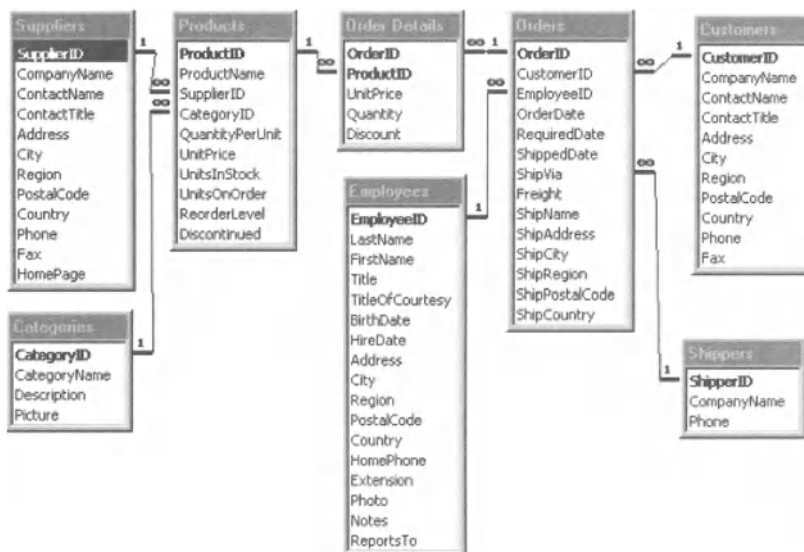 Suppliers
SupplierID
CompanyName
ContactName
ContactTitle
Address
City
Region
PostalCode
Country
Phone
Fax
HomePage
Categories
CategoryID
CategoryName
Description
Picture
Products
ProductID
ProductName
SupplierID
CategoryID
QuantityPerUnit
UnitPrice
UnitsInStock
UnitsOnOrder
ReorderLevel
Discontinued
Order Details
OrderID
ProductID
UnitPrice
Quantity
Discount
Employees
EmployeeID
LastName
FirstName
Title
TitleOfCourtesy
BirthDate
HireDate
Address
City
Region
PostalCode
Country
HomePhone
Extension
Photo
Notes
ReportsTo
Orders
OrderID
CustomerID
EmployeeID
OrderDate
RequiredDate
ShippedDate
ShipVia
Freight
ShipName
ShipAddress
ShipCity
ShipRegion
ShipPostalCode
ShipCountry
Customers
CustomerID
CompanyName
ContactName
ContactTitle
Address
City
Region
PostalCode
Country
Phone
Fax
Shippers
ShipperID
CompanyName
Phone
1
∞
1
∞
1
∞
∞
1
∞
1
∞
1
∞
1